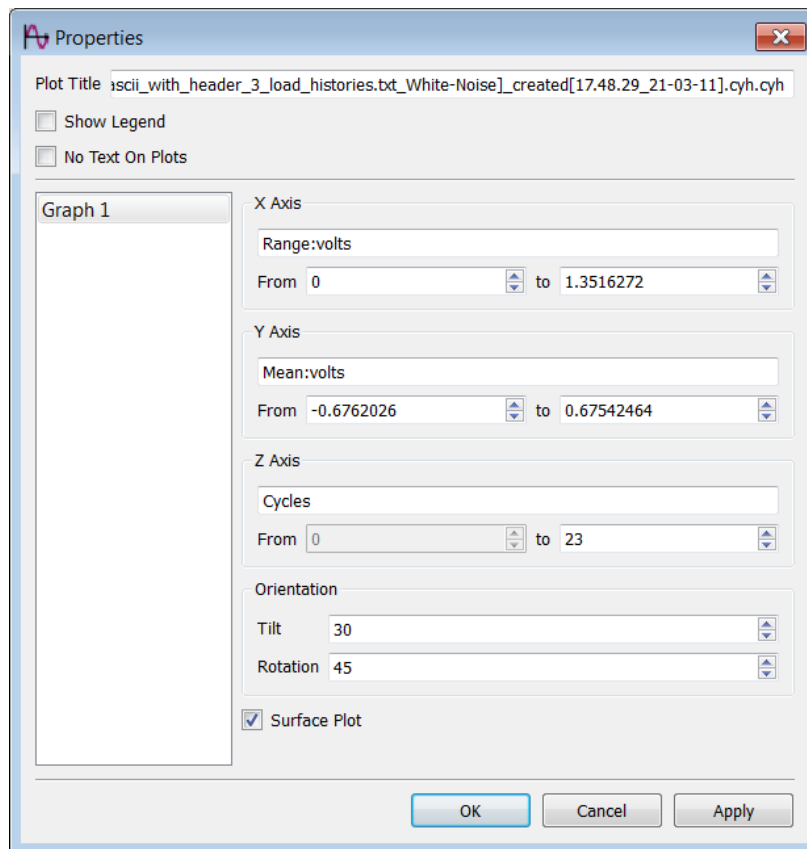 Properties
Plot Title ascii_with_header_3_load_histories.txt_White-Noise]_created[17.48.29_21-03-11].cyh.cyh
Show Legend
No Text On Plots
Graph 1
X Axis
Range:volts
From 0 to 1.3516272
Y Axis
Mean:volts
From -0.6762026 to 0.67542464
Z Axis
Cycles
From 0 to 23
Orientation
Tilt 30
Rotation 45
Surface Plot
OK Cancel Apply